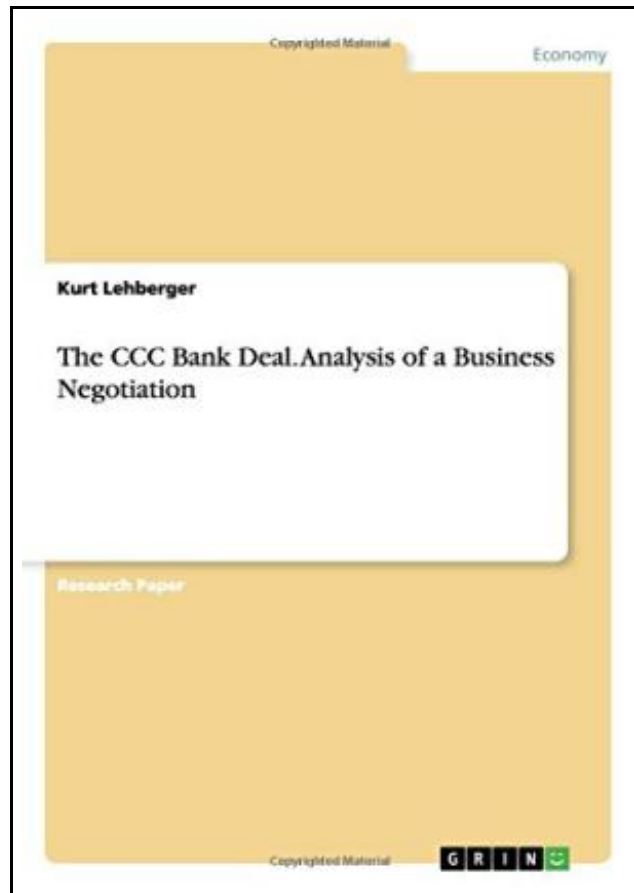 Copyrighted Material
Economy
Kurt Lehberger
The CCC Bank Deal. Analysis of a Business
Negotiation
Research Paper
Copyrighted Material
GRIN